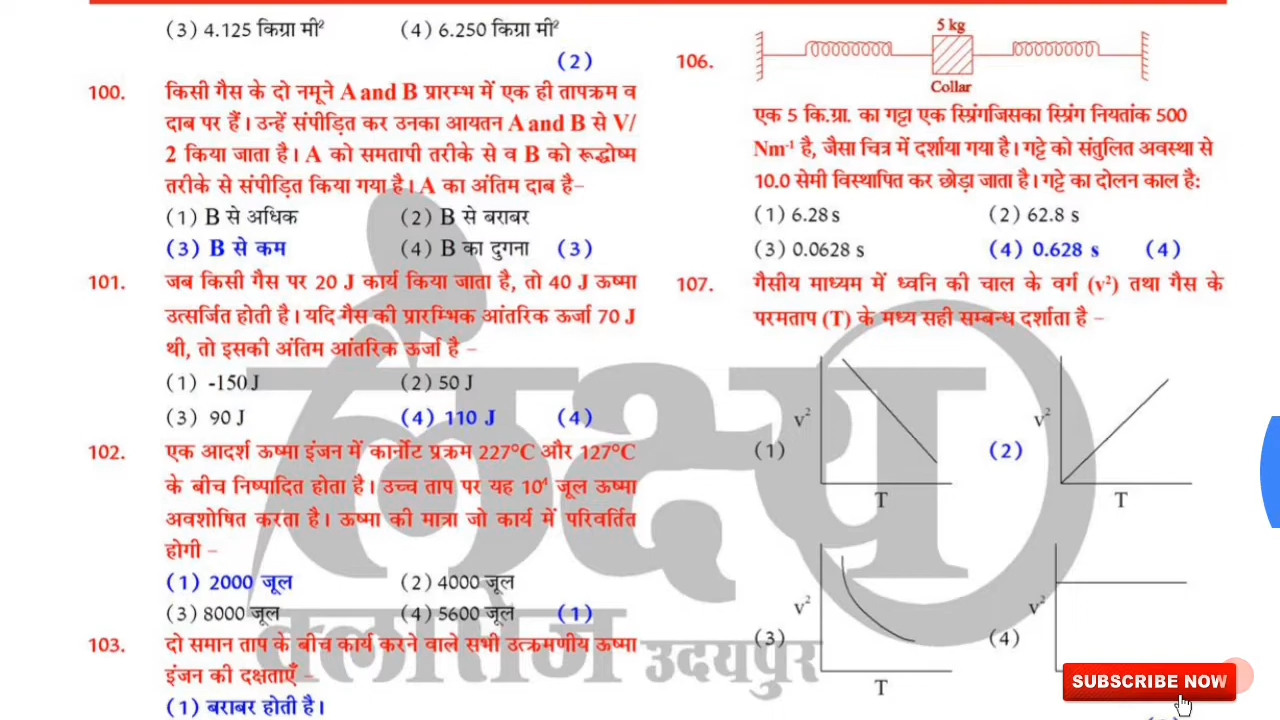 (3) 4.125 किग्रा मी² (4) 6.250 किग्रा मी²
(2)
100. किसी गैस के दो नमूने A and B प्रारम्भ में एक ही तापक्रम व
दाब पर हैं। उन्हें संपीड़ित कर उनका आयतन A and B से V/
2 किया जाता है। A को समतापी तरीके से व B को रूद्धोष्म
तरीके से संपीड़ित किया गया है। A का अंतिम दाब है-
(1) B से अधिक (2) B से बराबर
(3) B से कम (4) B का दुगना (3)
101. जब किसी गैस पर 20 J कार्य किया जाता है, तो 40 J ऊष्मा
उत्सर्जित होती है। यदि गैस की प्रारम्भिक आंतरिक ऊर्जा 70 J
थी, तो इसकी अंतिम आंतरिक ऊर्जा है -
(1) -150 J (2) 50 J
(3) 90 J (4) 110 J (4)
102. एक आदर्श ऊष्मा इंजन में कार्नोट प्रक्रम 227°C और 127°C
के बीच निष्पादित होता है। उच्च ताप पर यह 10⁴ जूल ऊष्मा
अवशोषित करता है। ऊष्मा की मात्रा जो कार्य में परिवर्तित
होगी -
(1) 2000 जूल (2) 4000 जूल
(3) 8000 जूल (4) 5600 जूल (1)
103. दो समान ताप के बीच कार्य करने वाले सभी उत्क्रमणीय ऊष्मा
इंजन की दक्षताएँ -
(1) बराबर होती है।
5 kg
106.
Collar
एक 5 कि.ग्रा. का गट्टा एक स्प्रिंगजिसका स्प्रिंग नियतांक 500
Nm⁻¹ है, जैसा चित्र में दर्शाया गया है। गट्टे को संतुलित अवस्था से
10.0 सेमी विस्थापित कर छोड़ा जाता है। गट्टे का दोलन काल है:
(1) 6.28 s (2) 62.8 s
(3) 0.0628 s (4) 0.628 s (4)
107. गैसीय माध्यम में ध्वनि की चाल के वर्ग (v²) तथा गैस के
परमताप (T) के मध्य सही सम्बन्ध दर्शाता है -
v² v²
(1) (2)
T T
v² v²
(3) (4)
T
SUBSCRIBE NOW
लक्ष्य
क्लासेज उदयपुर